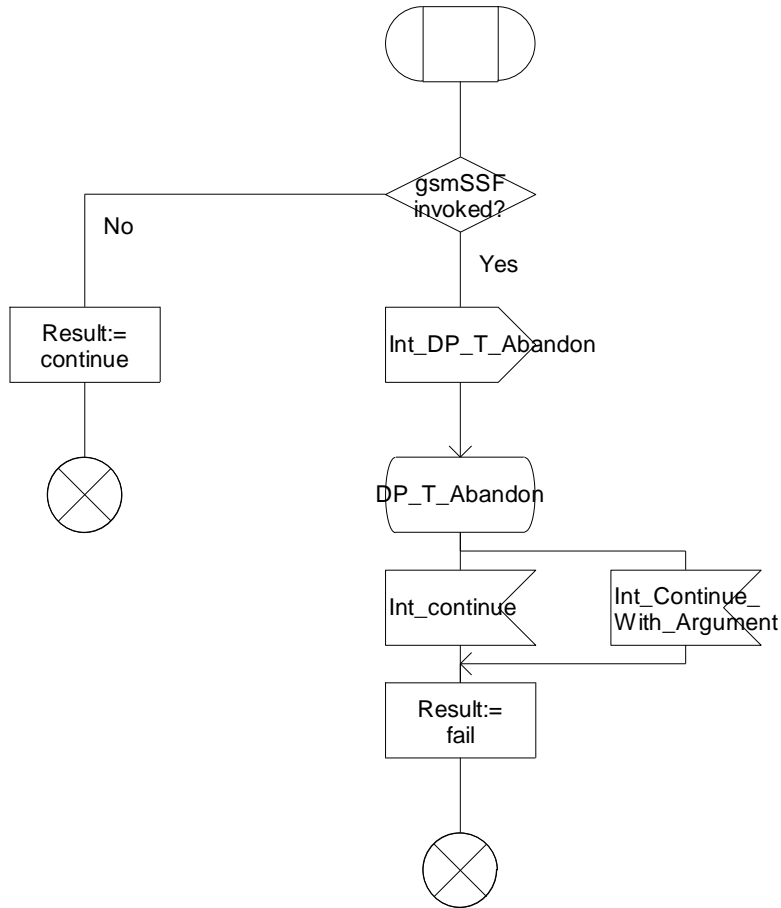 gsmSSF
invoked?
No
Yes
Result:=
continue
Int_DP_T_Abandon
DP_T_Abandon
Int_continue
Int_Continue_
With_Argument
Result:=
fail